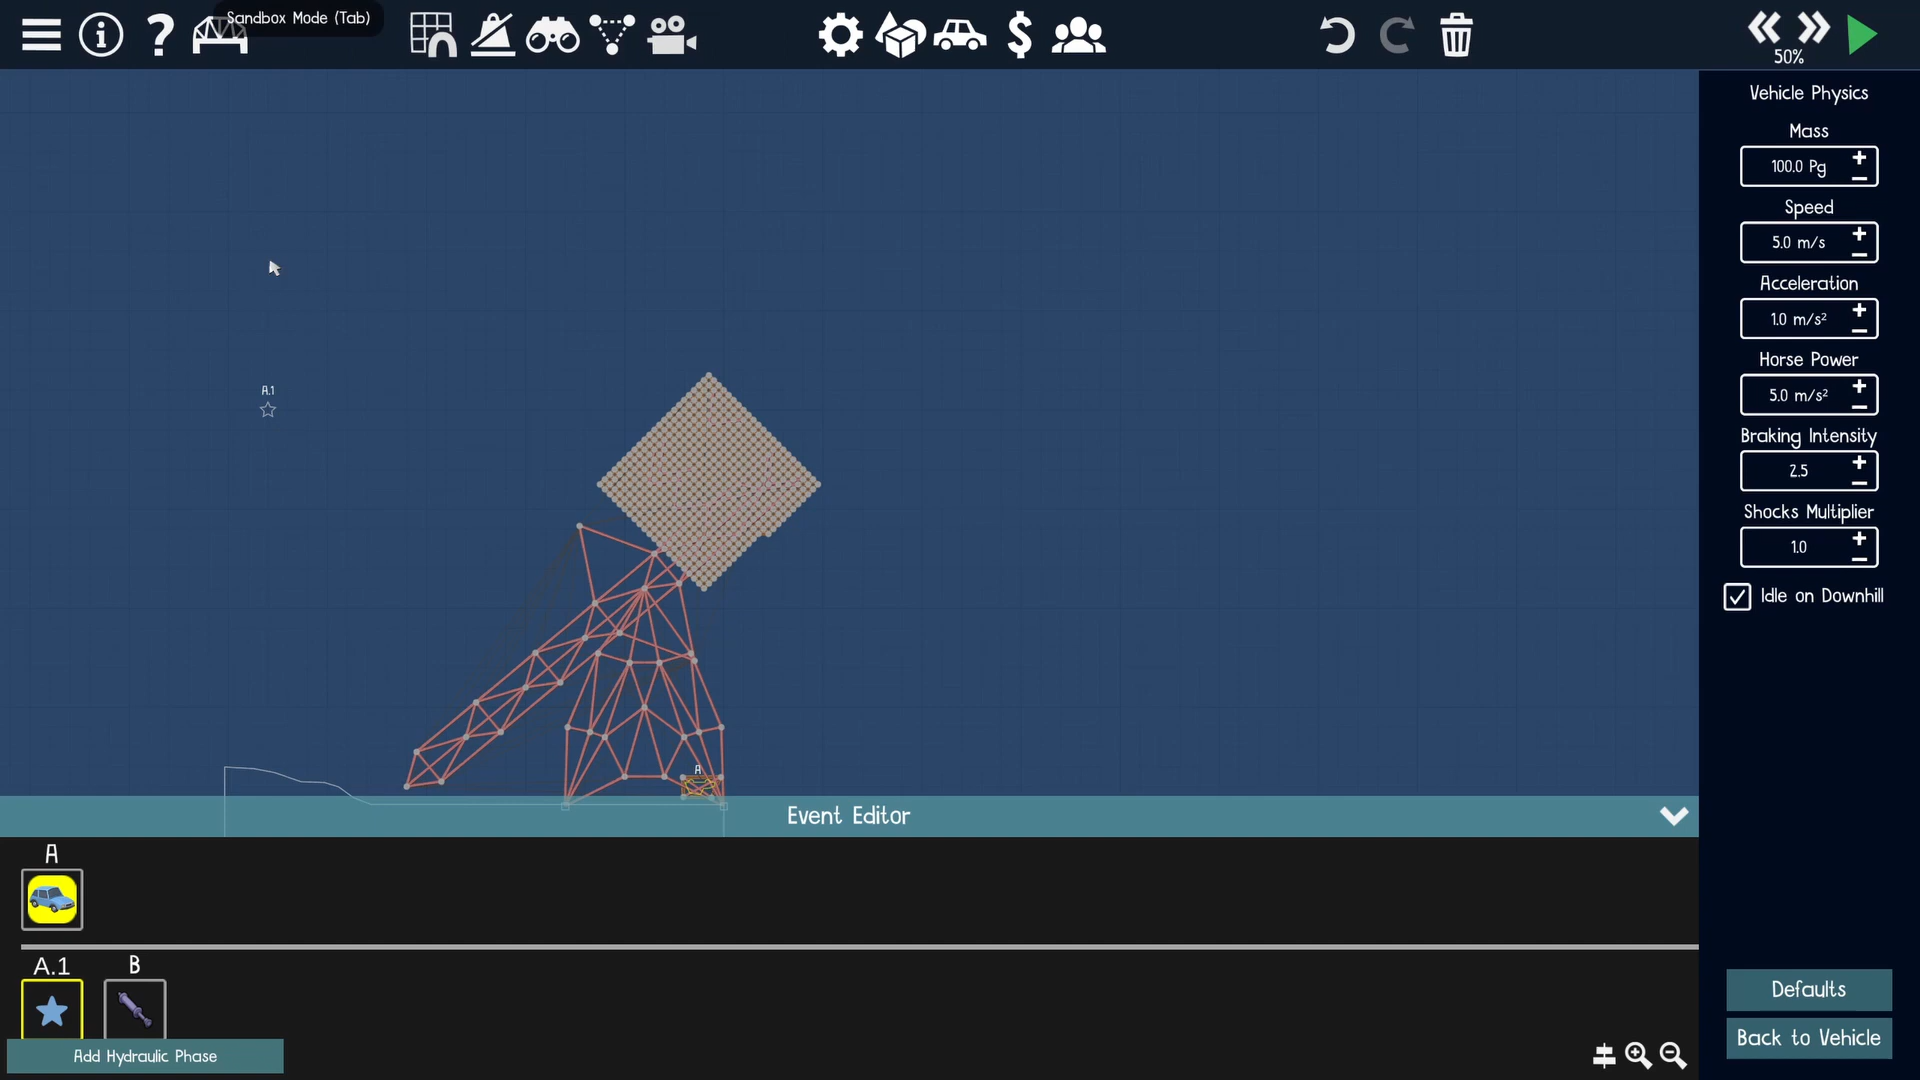 Sandbox Mode (Tab)
50%
Vehicle Physics
Mass
100.0 Pg
Speed
5.0 m/s
Acceleration
1.0 m/s²
Horse Power
5.0 m/s²
Braking Intensity
2.5
Shocks Multiplier
1.0
Idle on Downhill
A.1
A
Event Editor
A
A.1
B
Add Hydraulic Phase
Defaults
Back to Vehicle